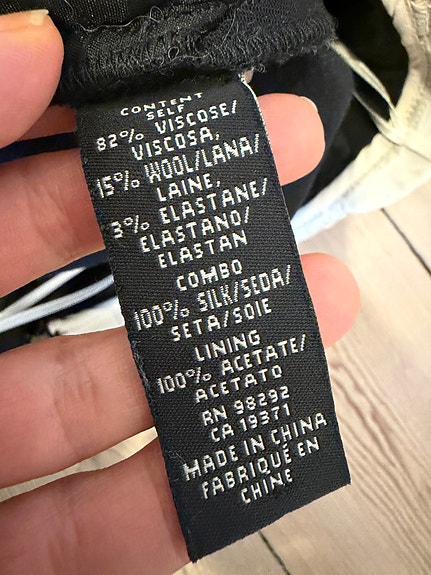 CONTENT
SELF
82% VISCOSE/
VISCOSA,
15% WOOL/LANA/
LAINE,
3% ELASTANE/
ELASTANO/
ELASTAN
COMBO
100% SILK/SEDA/
SETA/SOIE
LINING
100% ACETATE/
ACETATO
RN 98292
CA 19371
MADE IN CHINA
FABRIQUÉ EN
CHINE